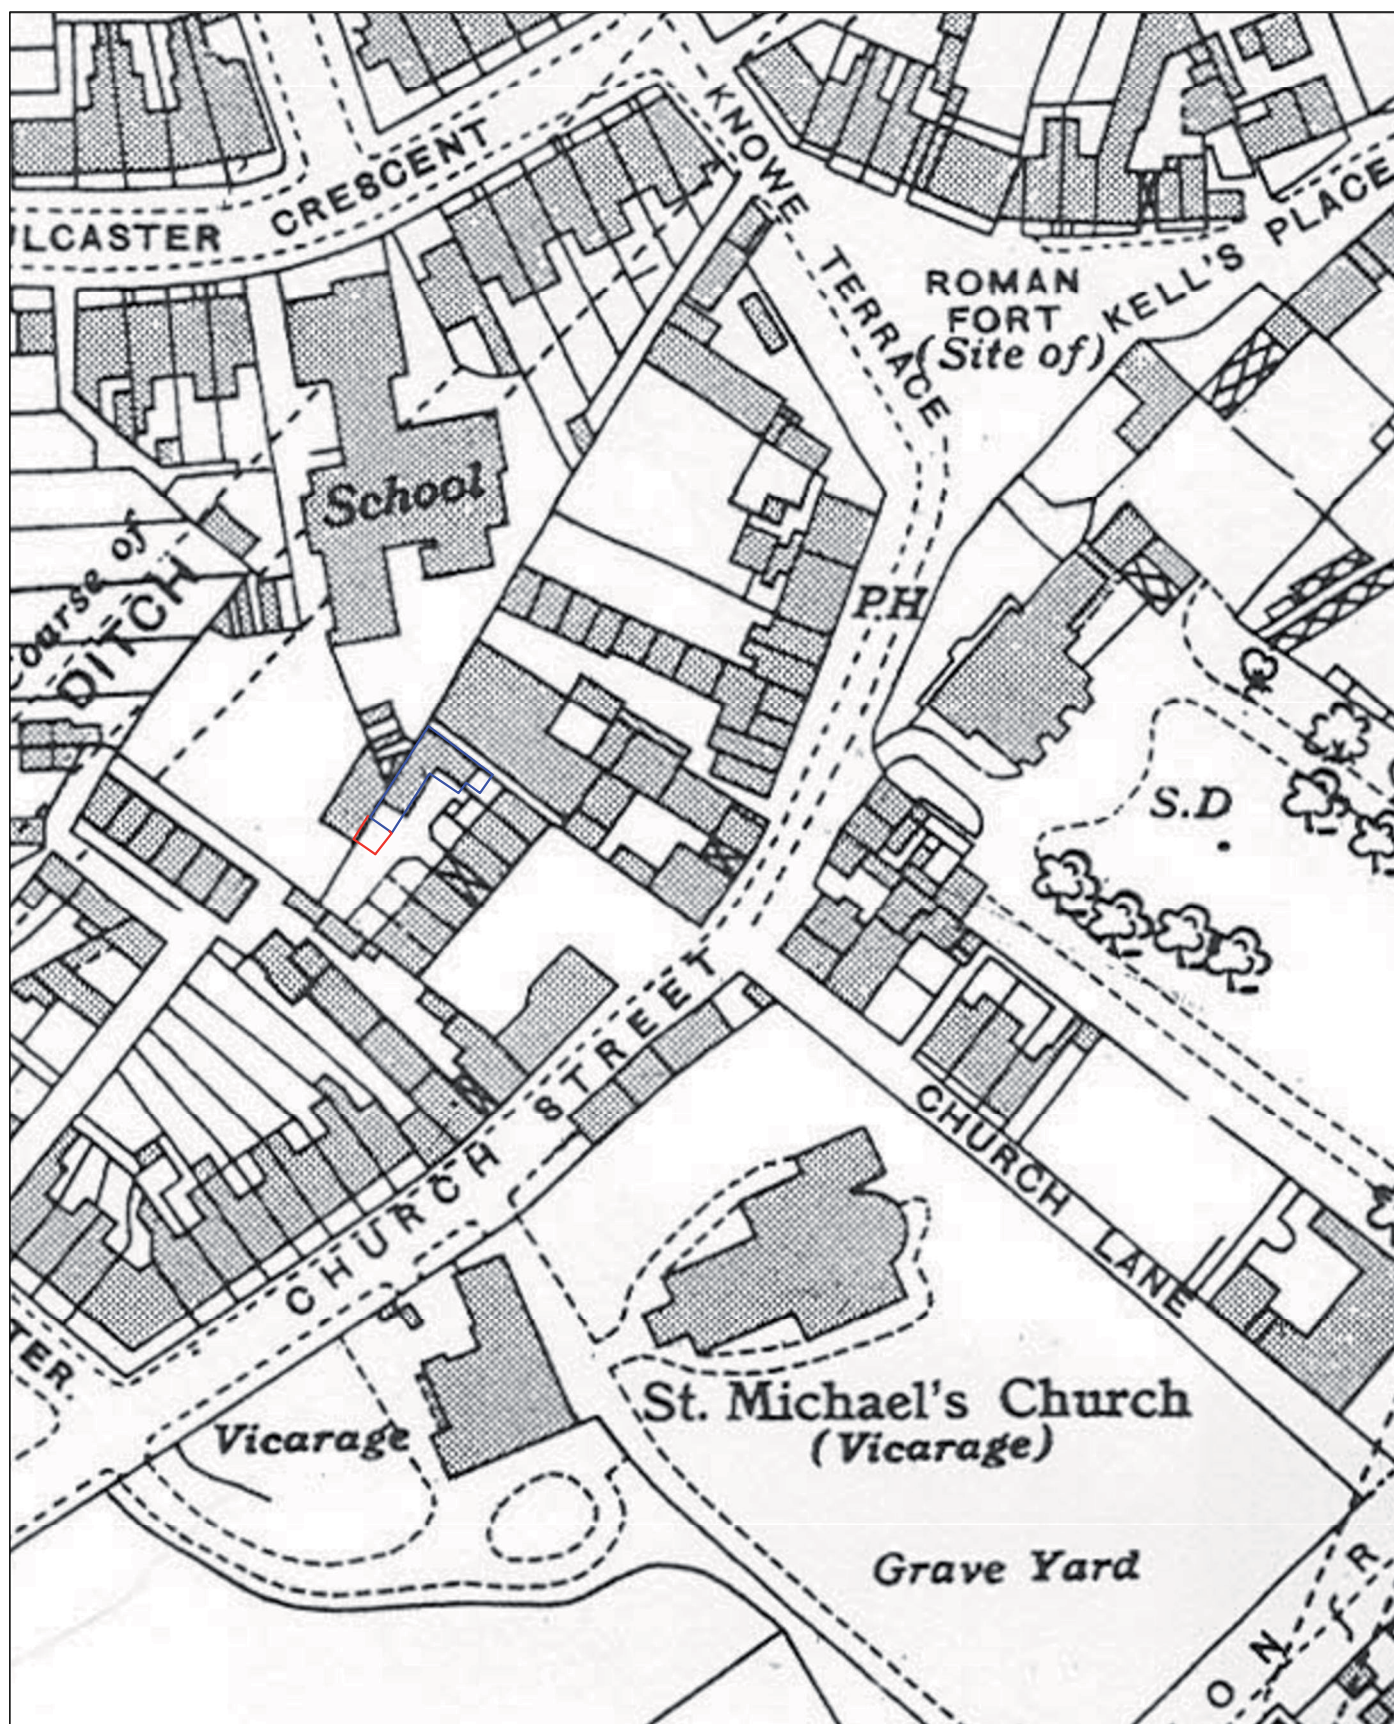 KNOWE TERRACE
CRESCENT
ULCASTER
KELL'S PLACE
ROMAN
FORT
(Site of)
School
Course of
DITCH
P.H
S.D
CHURCH STREET
CHURCH LANE
TER
St. Michael's Church
(Vicarage)
Vicarage
Grave Yard